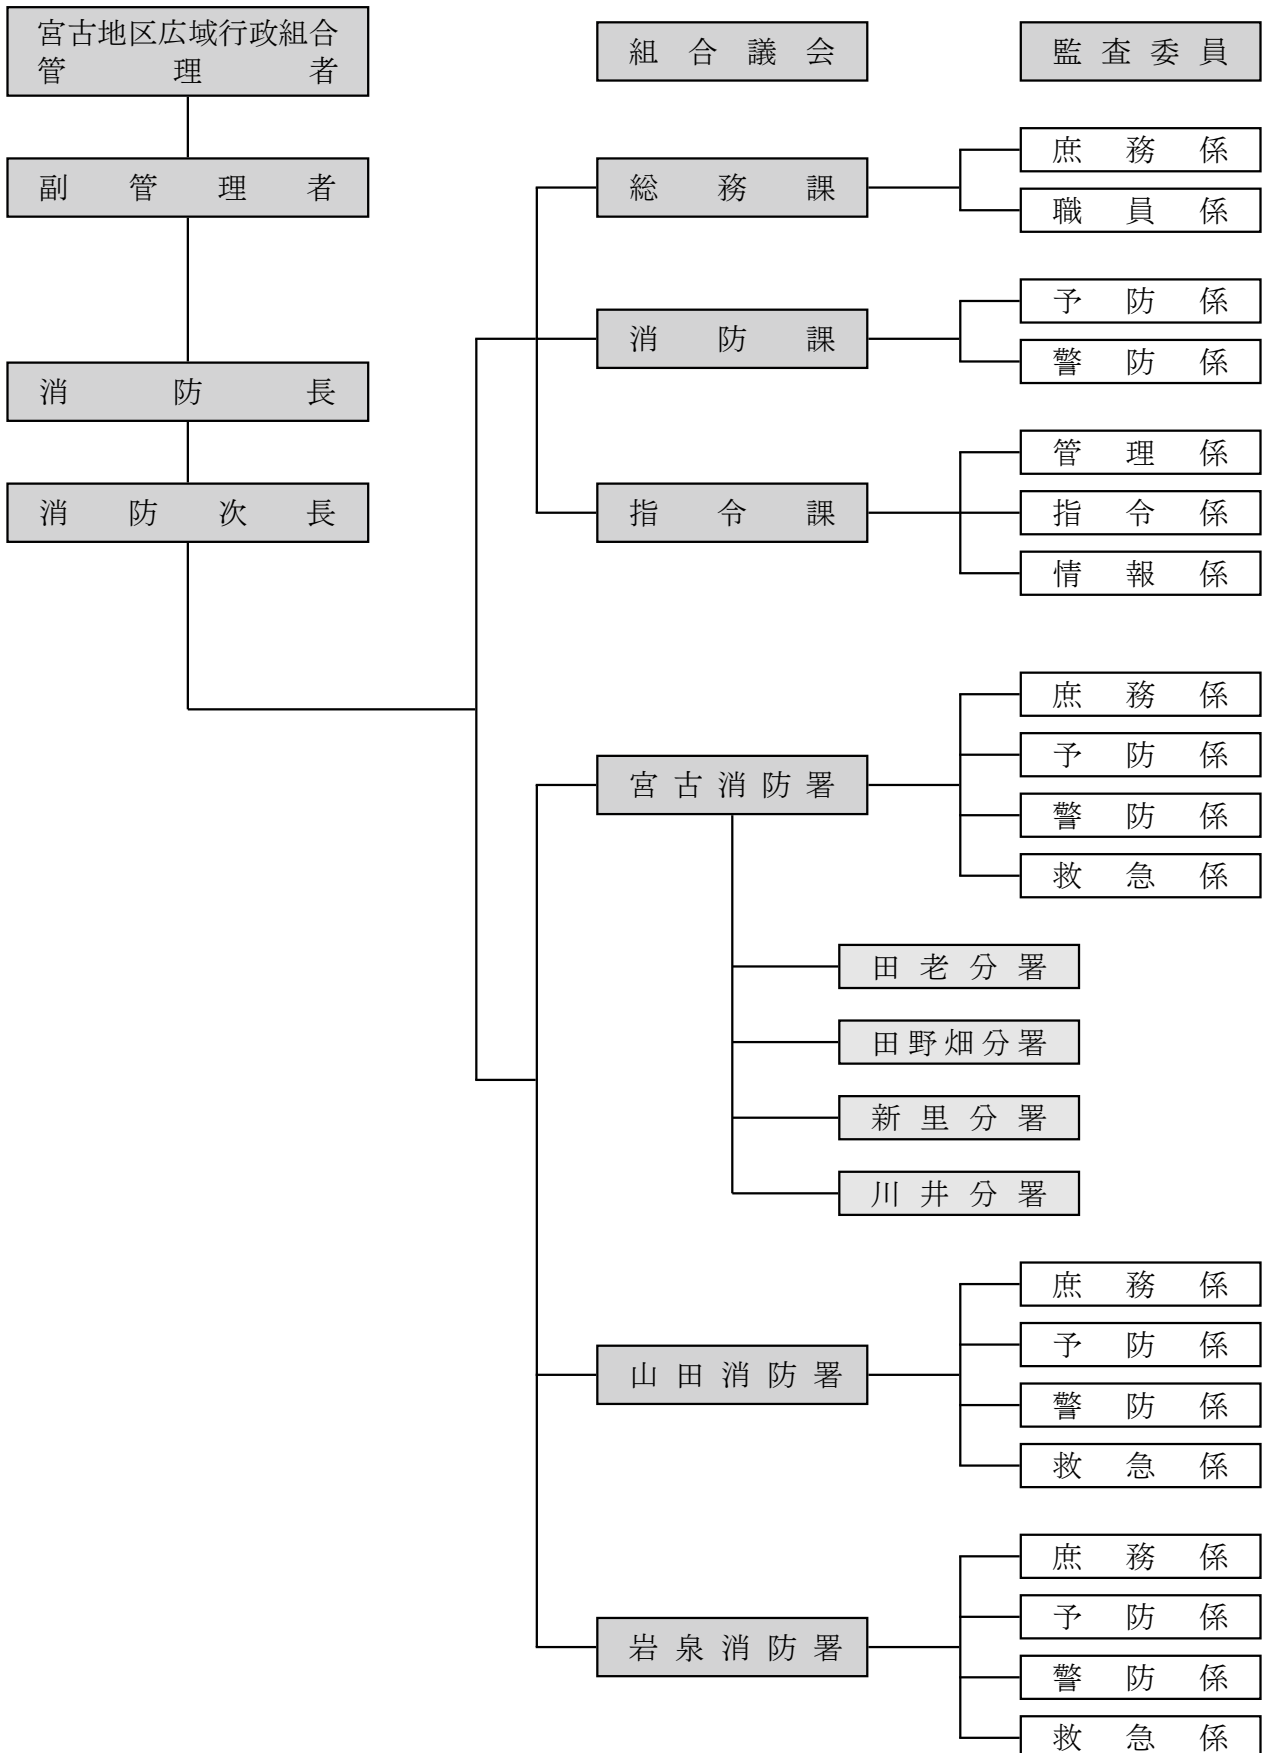 宮古地区広域行政組合
管理者
副管理者
消防長
消防次長
組合議会
監査委員
総務課
庶務係
職員係
消防課
予防係
警防係
指令課
管理係
指令係
情報係
宮古消防署
庶務係
予防係
警防係
救急係
田老分署
田野畑分署
新里分署
川井分署
山田消防署
庶務係
予防係
警防係
救急係
岩泉消防署
庶務係
予防係
警防係
救急係